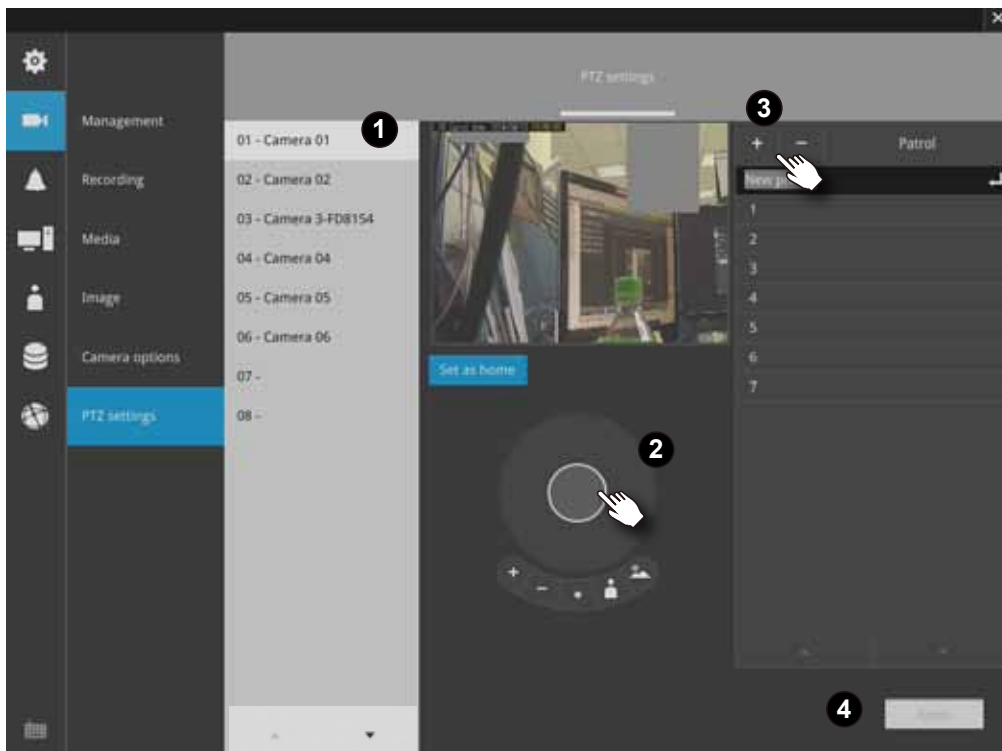 PTZ settings
Management
Recording
Media
Image
Camera options
PTZ settings
1
01 - Camera 01
02 - Camera 02
03 - Camera 3-FD8154
04 - Camera 04
05 - Camera 05
06 - Camera 06
07 -
08 -
Set as home
2
+
-
3
+ - Patrol
New
1
2
3
4
5
6
7
4